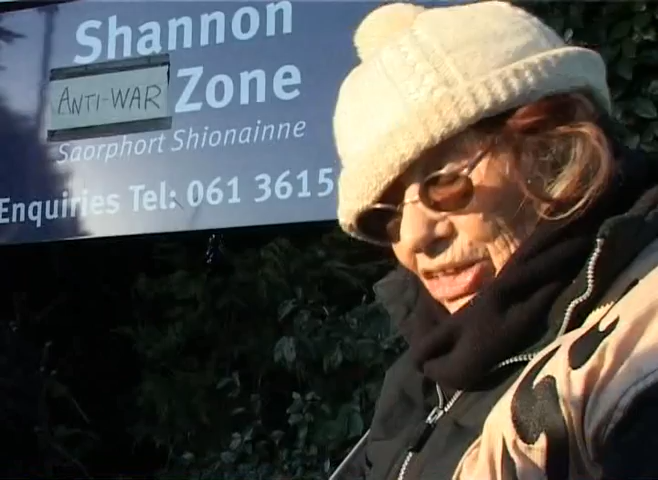 Shannon
ANTI-WAR Zone
Saorphort Shionainne
Enquiries Tel: 061 3615